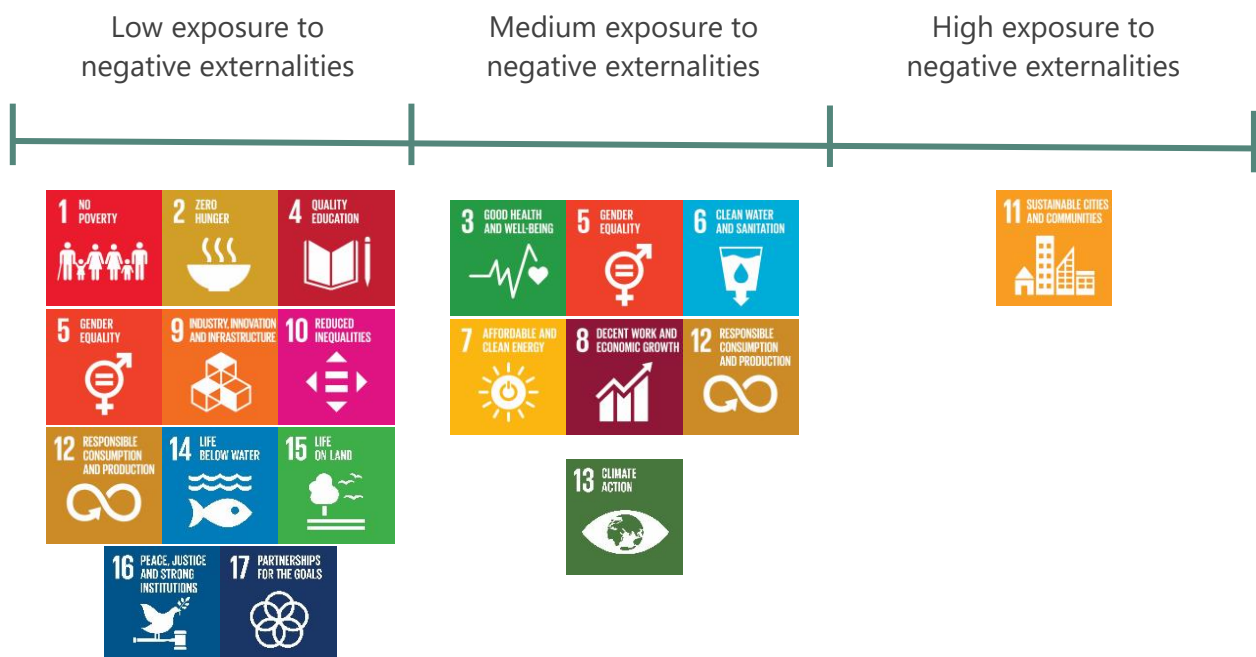 Low exposure to
negative externalities
Medium exposure to
negative externalities
High exposure to
negative externalities
1 NO
POVERTY
2 ZERO
HUNGER
4 QUALITY
EDUCATION
5 GENDER
EQUALITY
9 INDUSTRY, INNOVATION
AND INFRASTRUCTURE
10 REDUCED
INEQUALITIES
12 RESPONSIBLE
CONSUMPTION
AND PRODUCTION
14 LIFE
BELOW WATER
15 LIFE
ON LAND
16 PEACE, JUSTICE
AND STRONG
INSTITUTIONS
17 PARTNERSHIPS
FOR THE GOALS
3 GOOD HEALTH
AND WELL-BEING
5 GENDER
EQUALITY
6 CLEAN WATER
AND SANITATION
7 AFFORDABLE AND
CLEAN ENERGY
8 DECENT WORK AND
ECONOMIC GROWTH
12 RESPONSIBLE
CONSUMPTION
AND PRODUCTION
13 CLIMATE
ACTION
11 SUSTAINABLE CITIES
AND COMMUNITIES